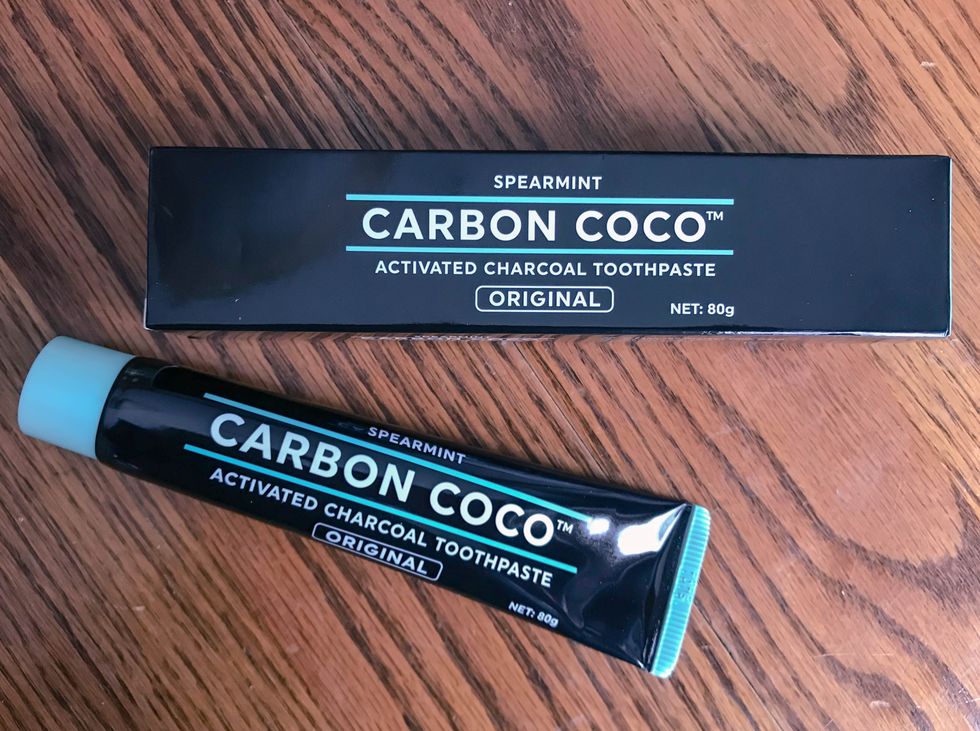 SPEARMINT
CARBON COCO™
ACTIVATED CHARCOAL TOOTHPASTE
ORIGINAL
NET: 80g
SPEARMINT
CARBON COCO™
ACTIVATED CHARCOAL TOOTHPASTE
ORIGINAL
NET: 80g